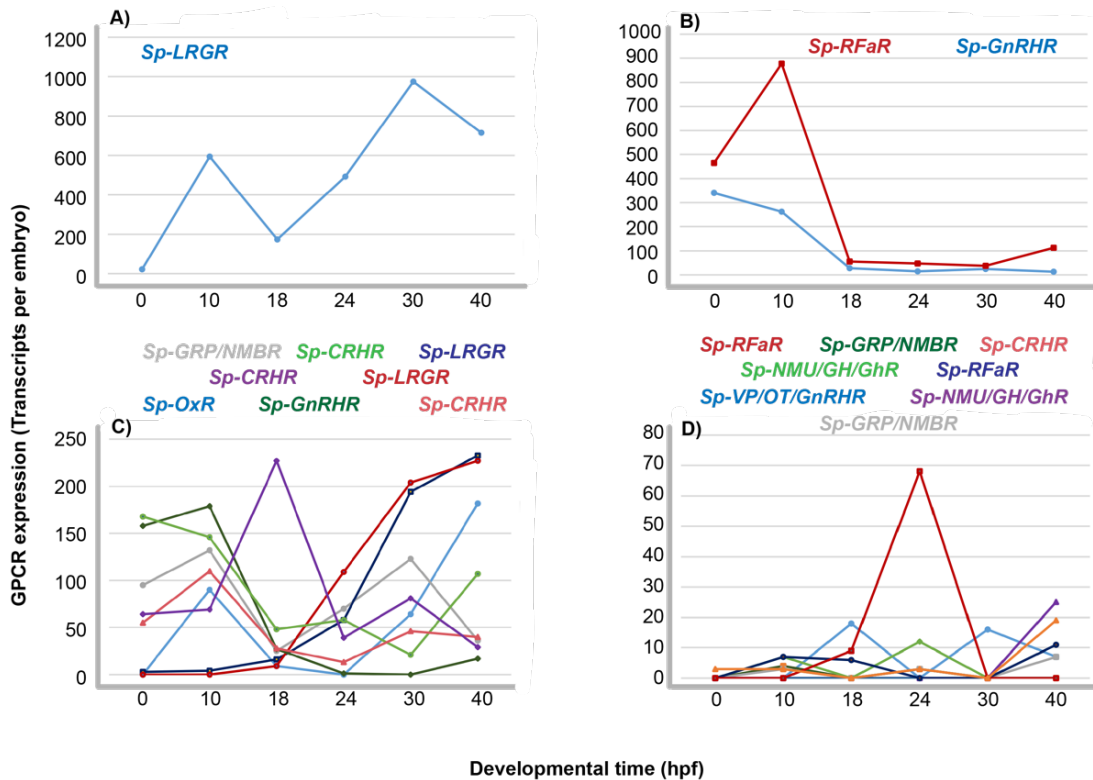 A)
Sp-LRGR
1200
1000
800
600
400
200
0
0 10 18 24 30 40
B)
Sp-RFaR Sp-GnRHR
1000
900
800
700
600
500
400
300
200
100
0
0 10 18 24 30 40
Sp-GRP/NMBR Sp-CRHR Sp-LRGR
Sp-CRHR Sp-LRGR
Sp-OxR Sp-GnRHR Sp-CRHR
C)
250
200
150
100
50
0
0 10 18 24 30 40
Sp-RFaR Sp-GRP/NMBR Sp-CRHR
Sp-NMU/GH/GhR Sp-RFaR
Sp-VP/OT/GnRHR Sp-NMU/GH/GhR
Sp-GRP/NMBR
D)
80
70
60
50
40
30
20
10
0
0 10 18 24 30 40
GPCR expression (Transcripts per embryo)
Developmental time (hpf)